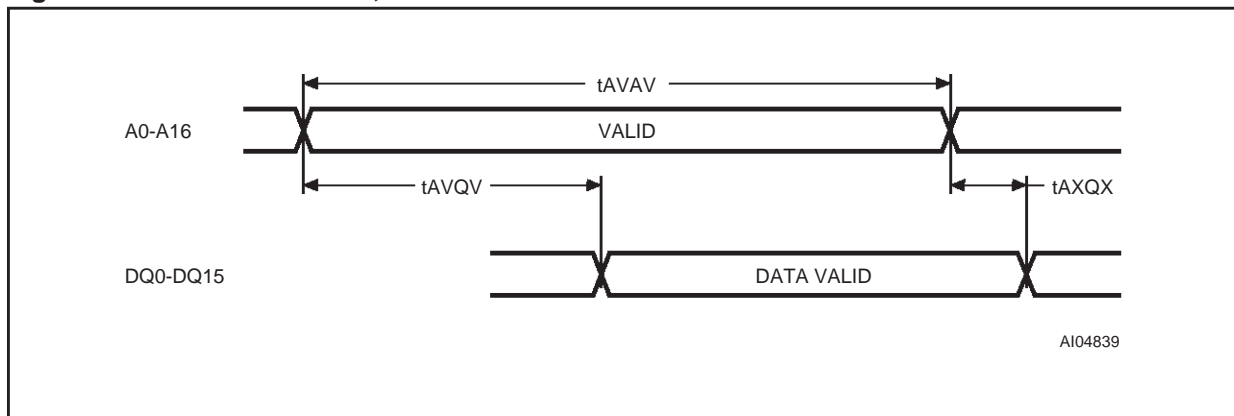 tAVAV
A0-A16
VALID
tAVQV
tAXQX
DQ0-DQ15
DATA VALID
AI04839